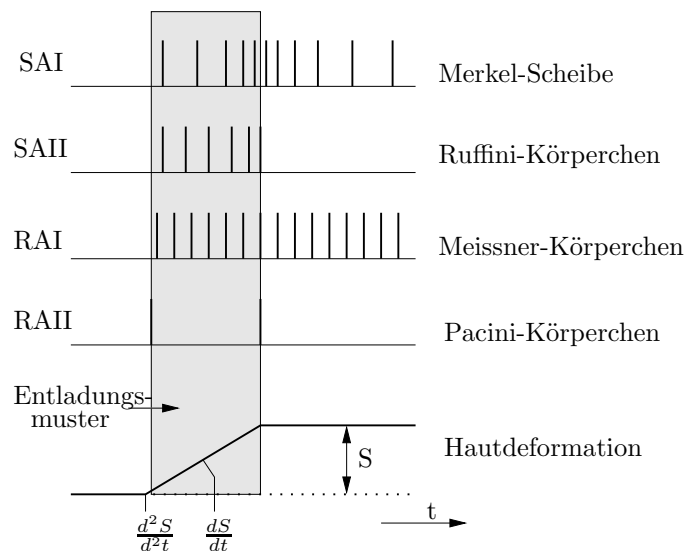 SAI
Merkel-Scheibe
SAII
Ruffini-Körperchen
RAI
Meissner-Körperchen
RAII
Pacini-Körperchen
Entladungs-
muster
Hautdeformation
S
t
d²S/d²t
dS/dt